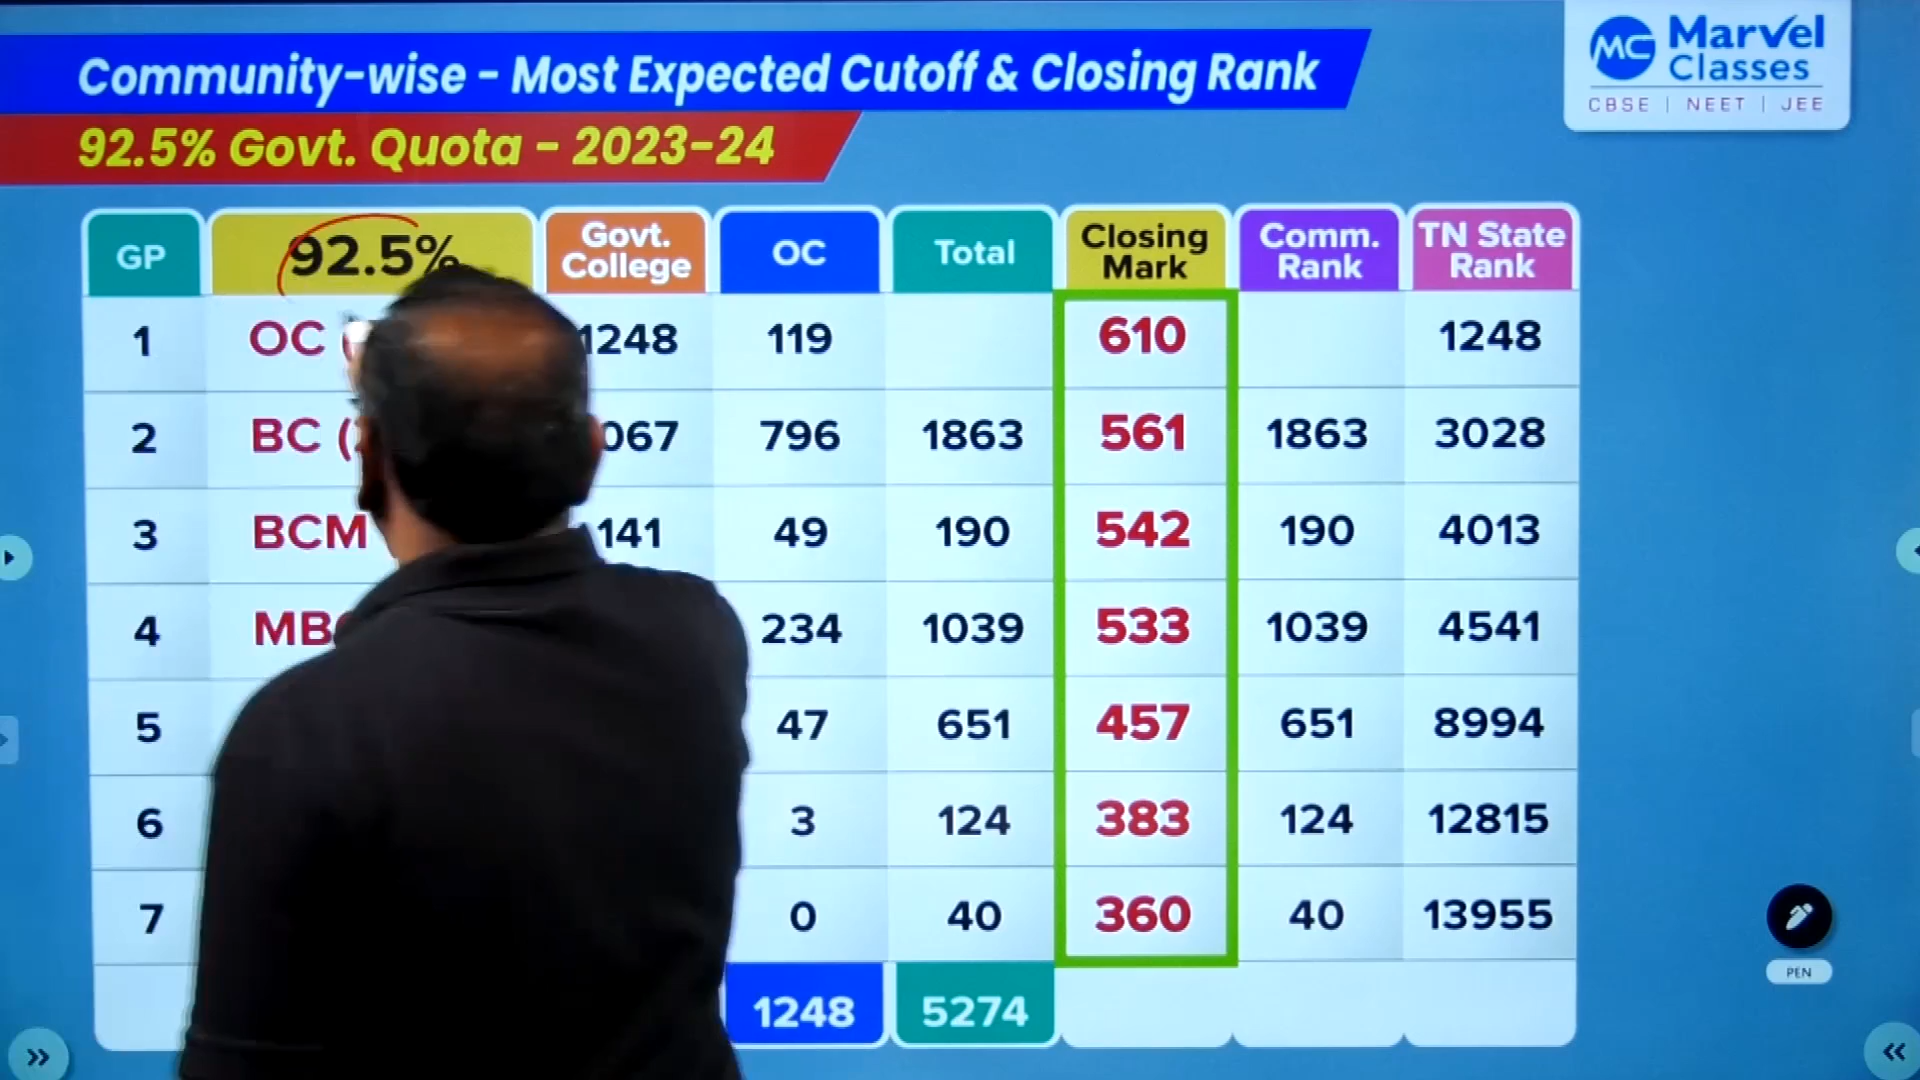 Community-wise - Most Expected Cutoff & Closing Rank
Marvel
Classes
CBSE | NEET | JEE
MC
92.5% Govt. Quota - 2023-24
GP 92.5% Govt. College OC Total Closing Mark Comm. Rank TN State Rank
1 OC 1248 119 610 1248
2 BC 067 796 1863 561 1863 3028
3 BCM 141 49 190 542 190 4013
4 MB 234 1039 533 1039 4541
5 47 651 457 651 8994
6 3 124 383 124 12815
7 0 40 360 40 13955
1248 5274
PEN